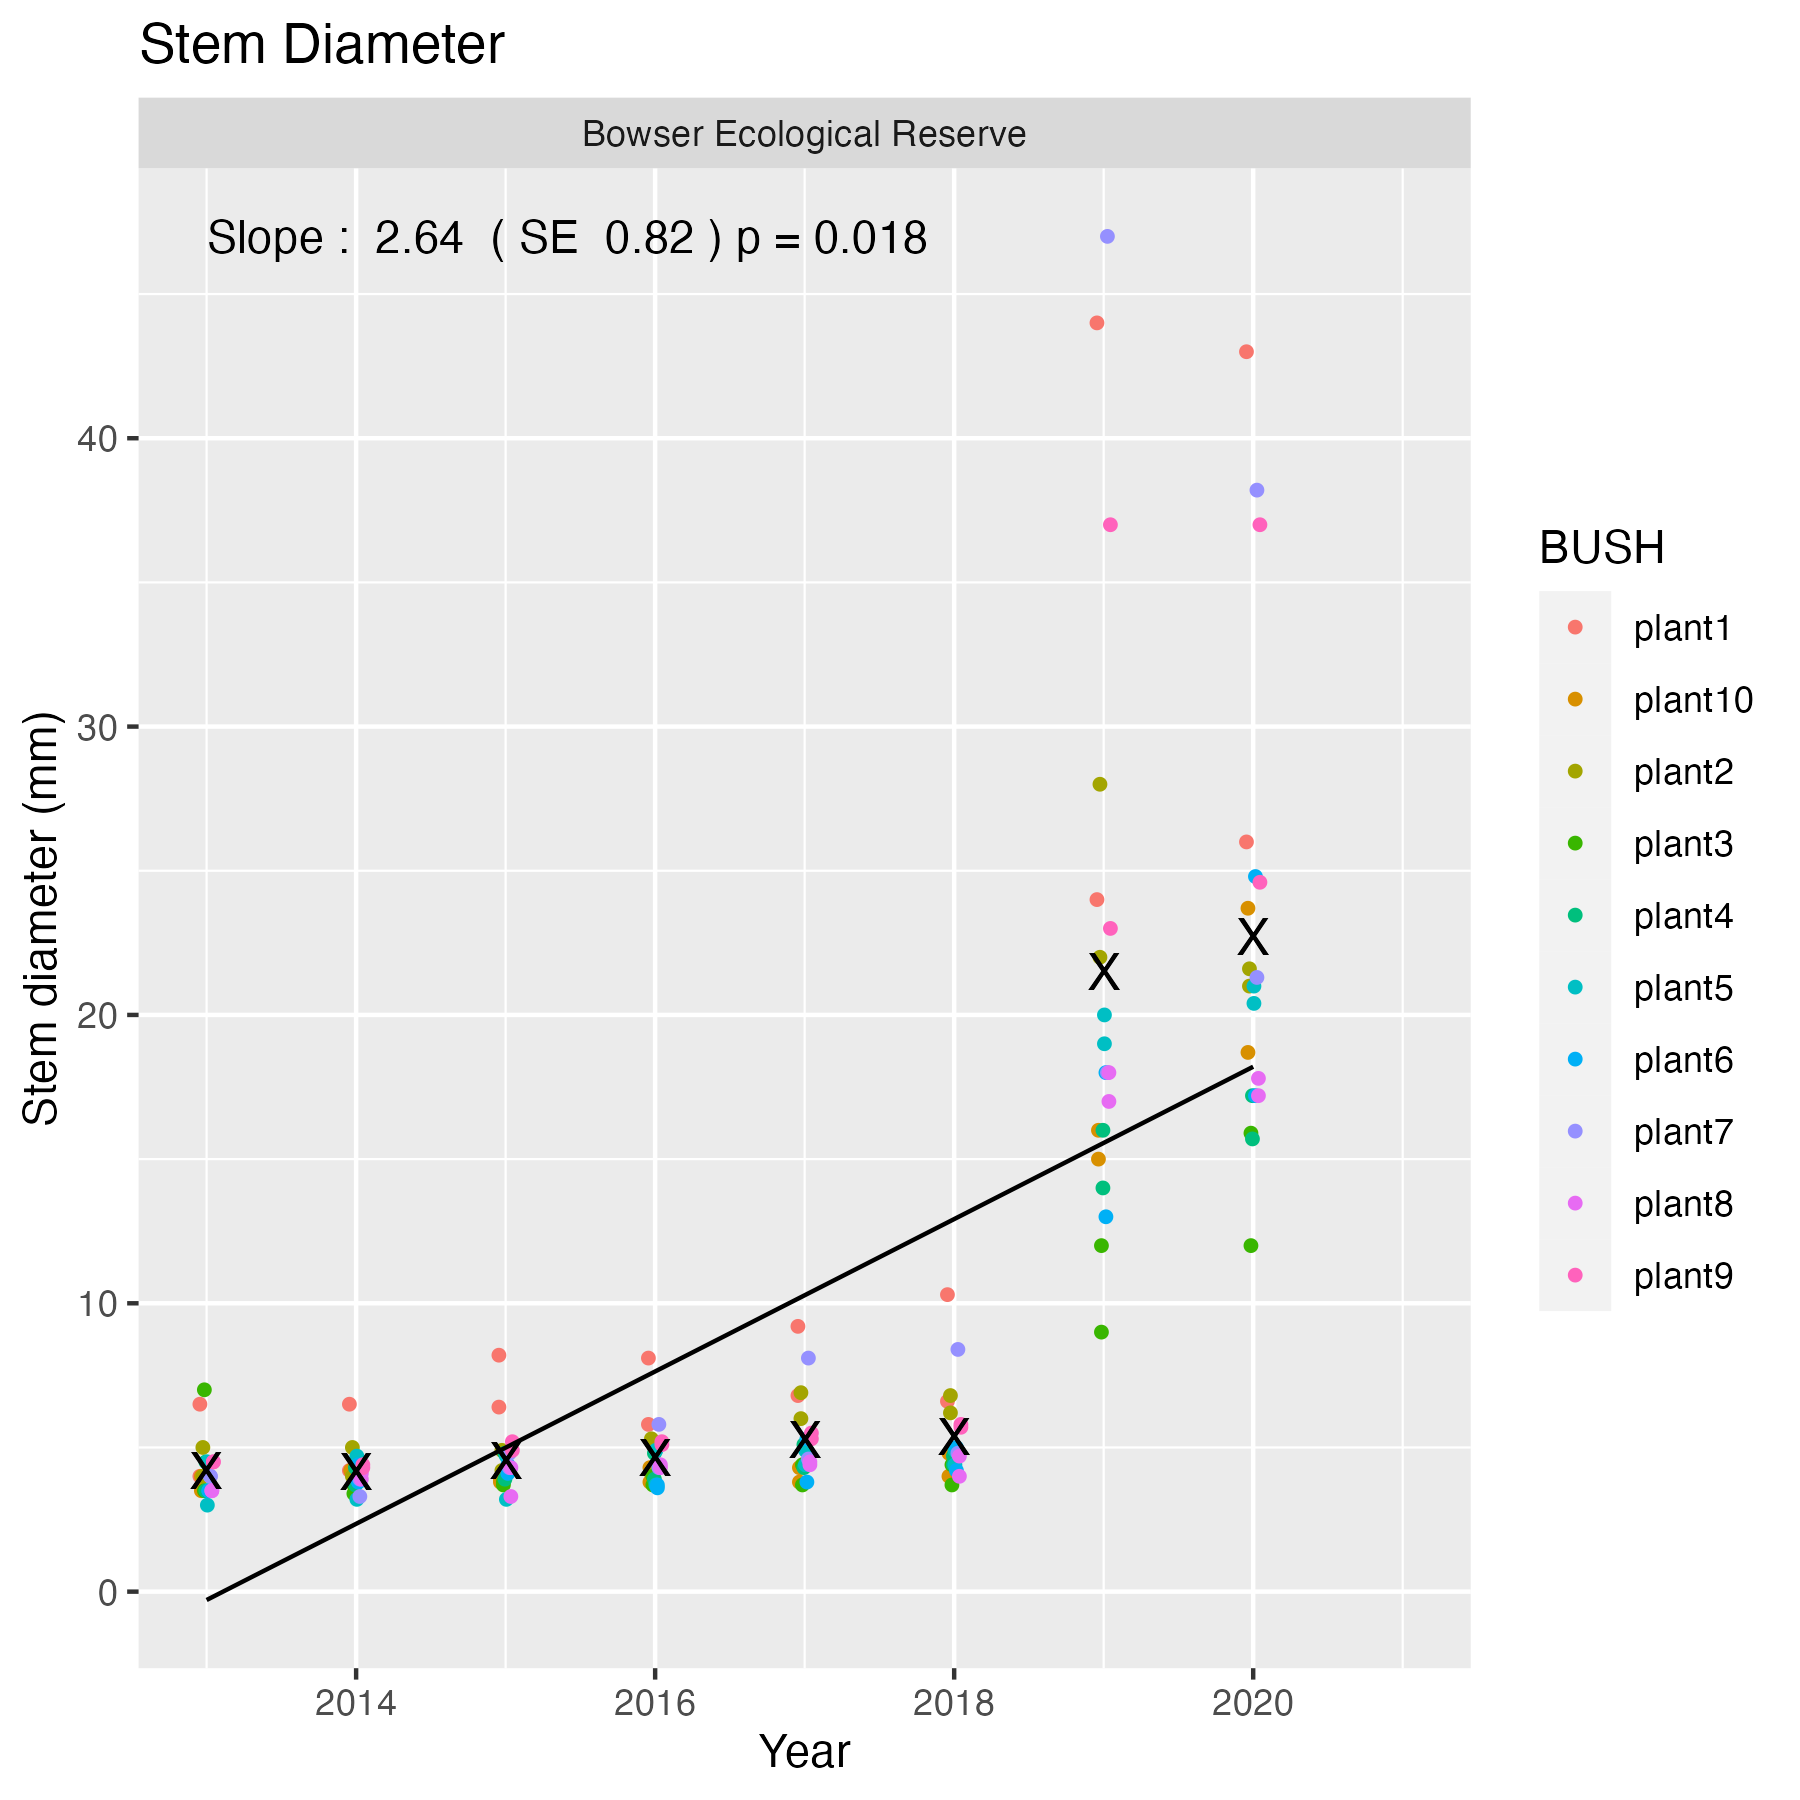 Stem Diameter
Bowser Ecological Reserve
Slope : 2.64 ( SE 0.82 ) p = 0.018
Stem diameter (mm)
40
30
20
10
0
2014 2016 2018 2020
Year
BUSH
plant1
plant10
plant2
plant3
plant4
plant5
plant6
plant7
plant8
plant9